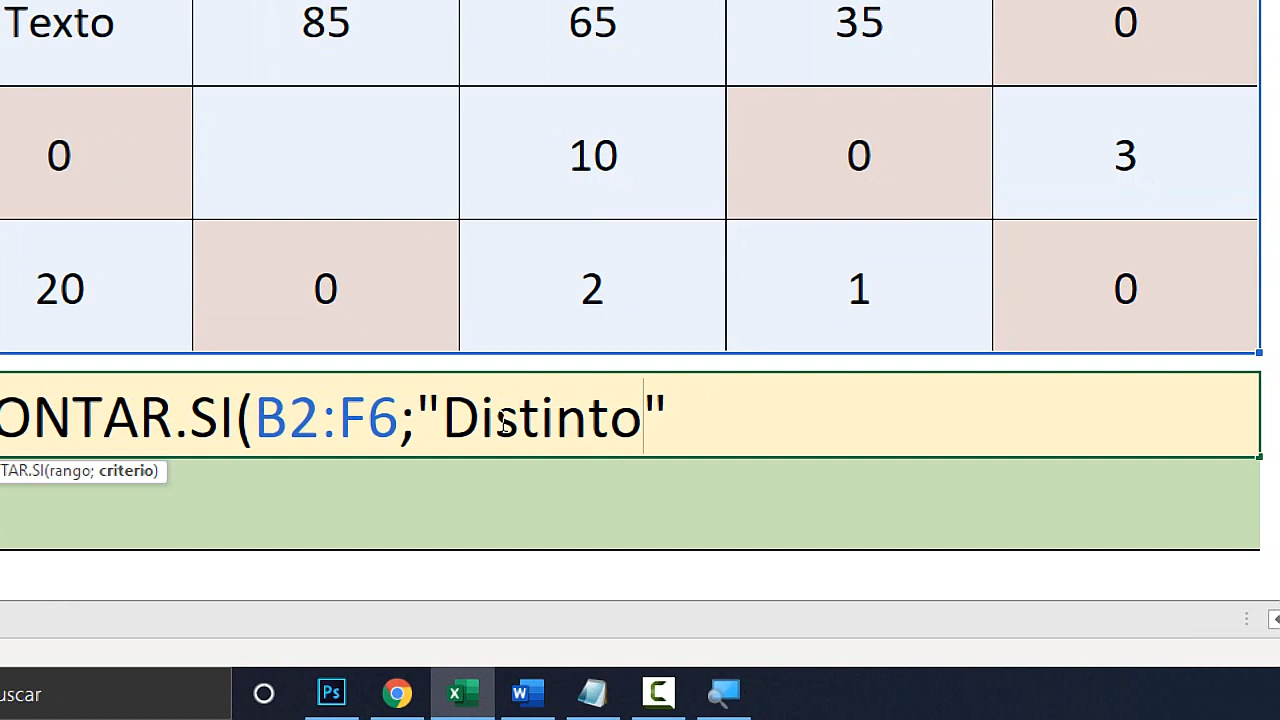 Texto 85 65 35 0
0 10 0 3
20 0 2 1 0
ONTAR.SI(B2:F6;"Distinto"
TAR.SI(rango; criterio)
uscar
Ps